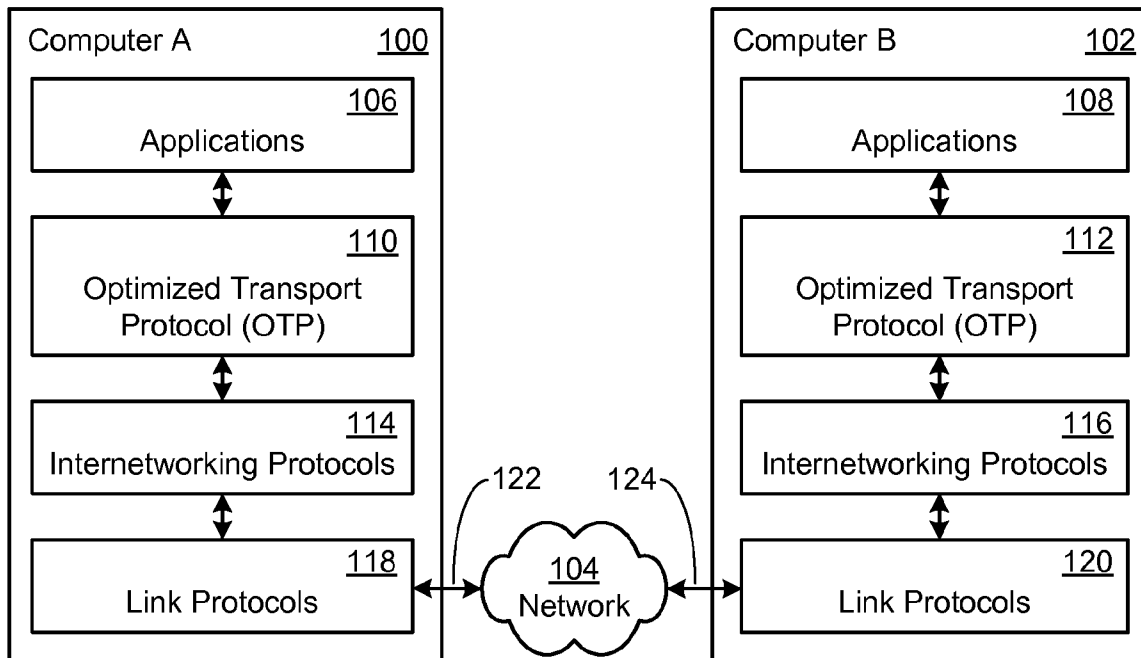 Computer A 100
106
Applications
110
Optimized Transport
Protocol (OTP)
114
Internetworking Protocols
118
Link Protocols
122
104
Network
124
Computer B 102
108
Applications
112
Optimized Transport
Protocol (OTP)
116
Internetworking Protocols
120
Link Protocols